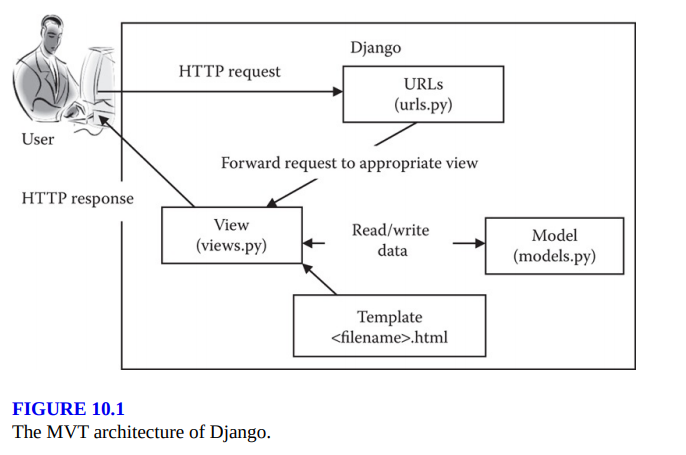 Django
HTTP request
URLs
(urls.py)
User
Forward request to appropriate view
HTTP response
View
(views.py)
Read/write
data
Model
(models.py)
Template
<filename>.html
FIGURE 10.1
The MVT architecture of Django.